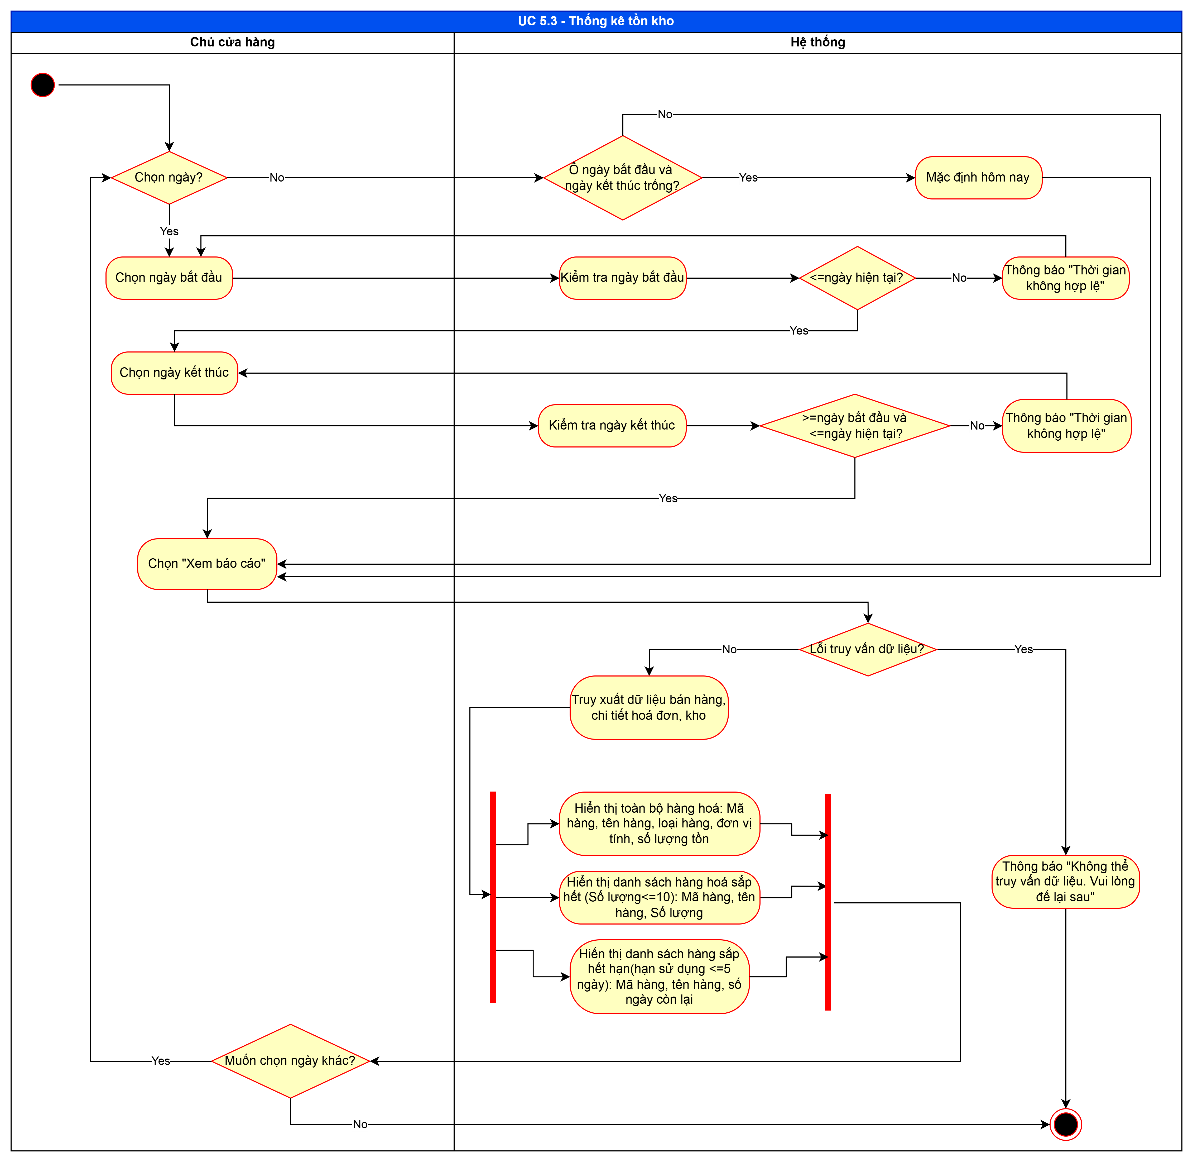 UC 5.3 - Thống kê tồn kho
Chủ cửa hàng
Hệ thống
No
Chọn ngày?
No
Ô ngày bắt đầu và
ngày kết thúc trống?
Yes
Mặc định hôm nay
Yes
Chọn ngày bắt đầu
Kiểm tra ngày bắt đầu
<=ngày hiện tại?
No
Thông báo "Thời gian
không hợp lệ"
Yes
Chọn ngày kết thúc
Kiểm tra ngày kết thúc
>=ngày bắt đầu và
<=ngày hiện tại?
No
Thông báo "Thời gian
không hợp lệ"
Yes
Chọn "Xem báo cáo"
No
Lỗi truy vấn dữ liệu?
Yes
Truy xuất dữ liệu bán hàng,
chi tiết hoá đơn, kho
Hiển thị toàn bộ hàng hoá: Mã
hàng, tên hàng, loại hàng, đơn vị
tính, số lượng tồn
Hiển thị danh sách hàng hoá sắp
hết (Số lượng<=10): Mã hàng, tên
hàng, Số lượng
Thông báo "Không thể
truy vấn dữ liệu. Vui lòng
để lại sau"
Hiển thị danh sách hàng sắp
hết hạn(hạn sử dụng <=5
ngày): Mã hàng, tên hàng, số
ngày còn lại
Yes
Muốn chọn ngày khác?
No